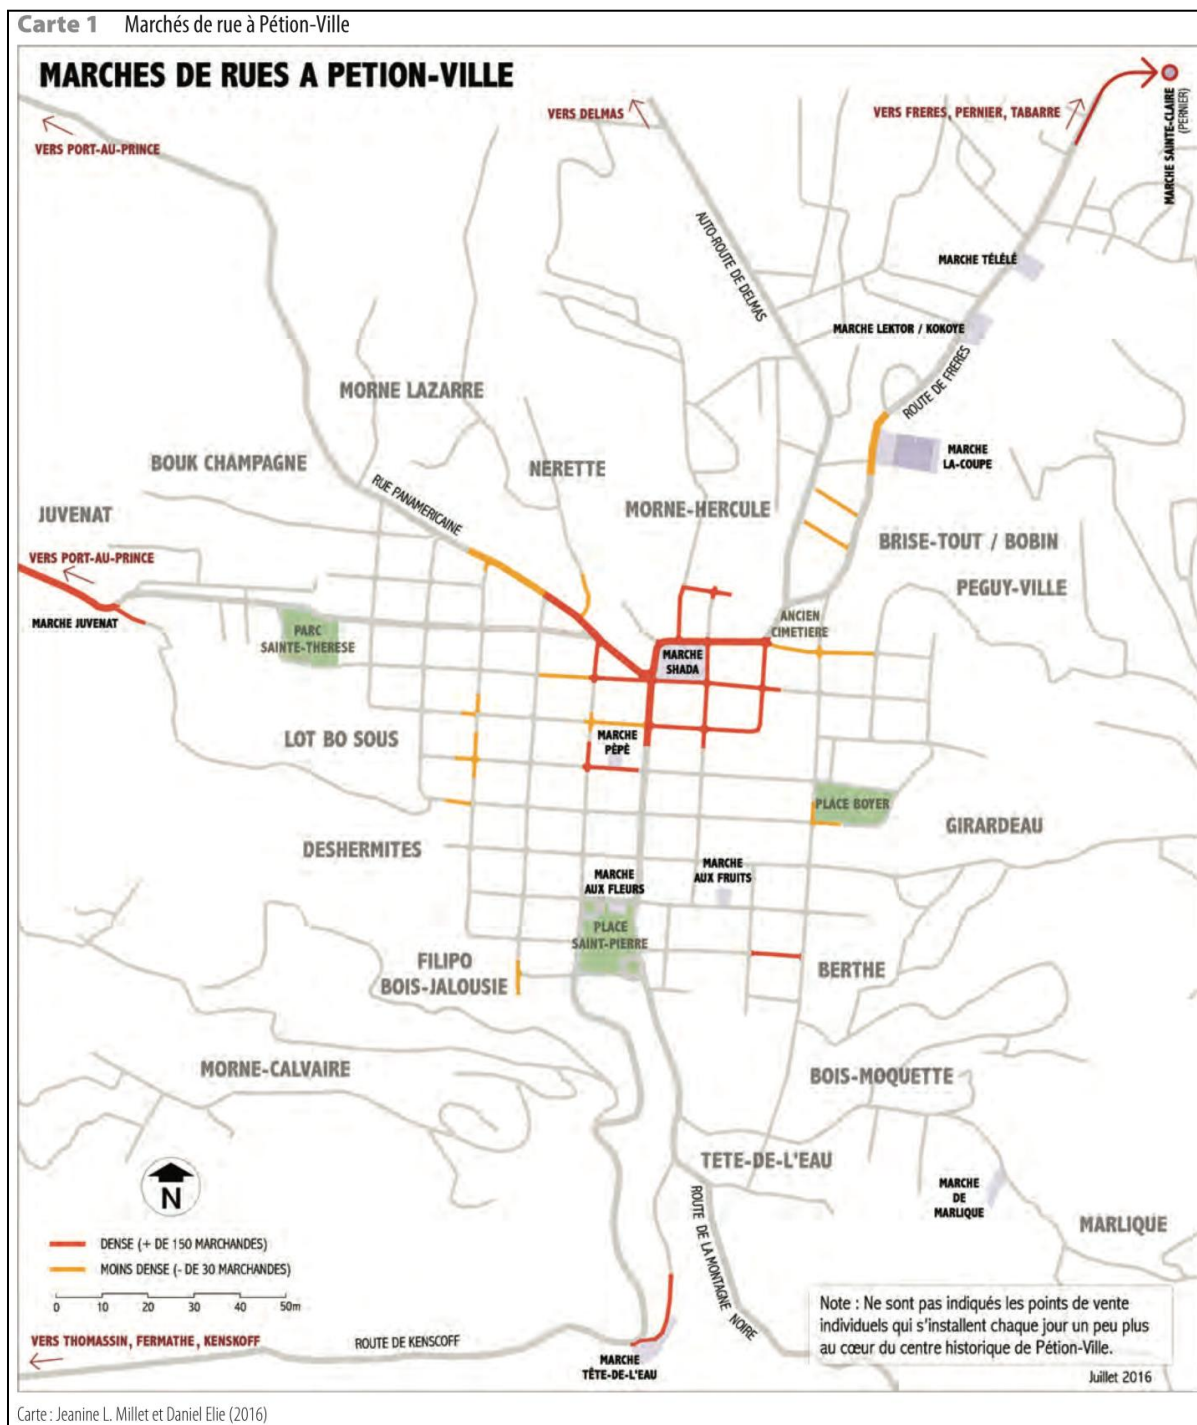 Carte 1 Marchés de rue à Pétion-Ville
MARCHES DE RUES A PETION-VILLE
VERS PORT-AU-PRINCE
VERS DELMAS
VERS FRERES, PERNIER, TABARRE
MARCHE SAINTE-CLAIRE
(PERNIER)
AUTO-ROUTE DE DELMAS
MARCHE TÉLÉLÉ
MARCHE LEKTOR / KOKOYE
ROUTE DE FRERES
MORNE LAZARRE
BOUK CHAMPAGNE
RUE PANAMERICAINE
NERETTE
MARCHE
LA-COUPE
JUVENAT
MORNE-HERCULE
BRISE-TOUT / BOBIN
VERS PORT-AU-PRINCE
PEGUY-VILLE
MARCHE JUVENAT
PARC
SAINTE-THERESE
ANCIEN
CIMETIERE
MARCHE
SHADA
LOT BO SOUS
MARCHE
PÈPÈ
PLACE BOYER
GIRARDEAU
DESHERMITES
MARCHE
AUX FLEURS
MARCHE
AUX FRUITS
PLACE
SAINT-PIERRE
FILIPO
BOIS-JALOUSIE
BERTHE
MORNE-CALVAIRE
BOIS-MOQUETTE
TETE-DE-L'EAU
MARCHE
DE
MARLIQUE
MARLIQUE
ROUTE DE LA MONTAGNE NOIRE
N
DENSE (+ DE 150 MARCHANDES)
MOINS DENSE (- DE 30 MARCHANDES)
0 10 20 30 40 50m
VERS THOMASSIN, FERMATHE, KENSKOFF
ROUTE DE KENSCOFF
MARCHE
TÊTE-DE-L'EAU
Note : Ne sont pas indiqués les points de vente
individuels qui s'installent chaque jour un peu plus
au cœur du centre historique de Pétion-Ville.
Juillet 2016
Carte : Jeanine L. Millet et Daniel Elie (2016)